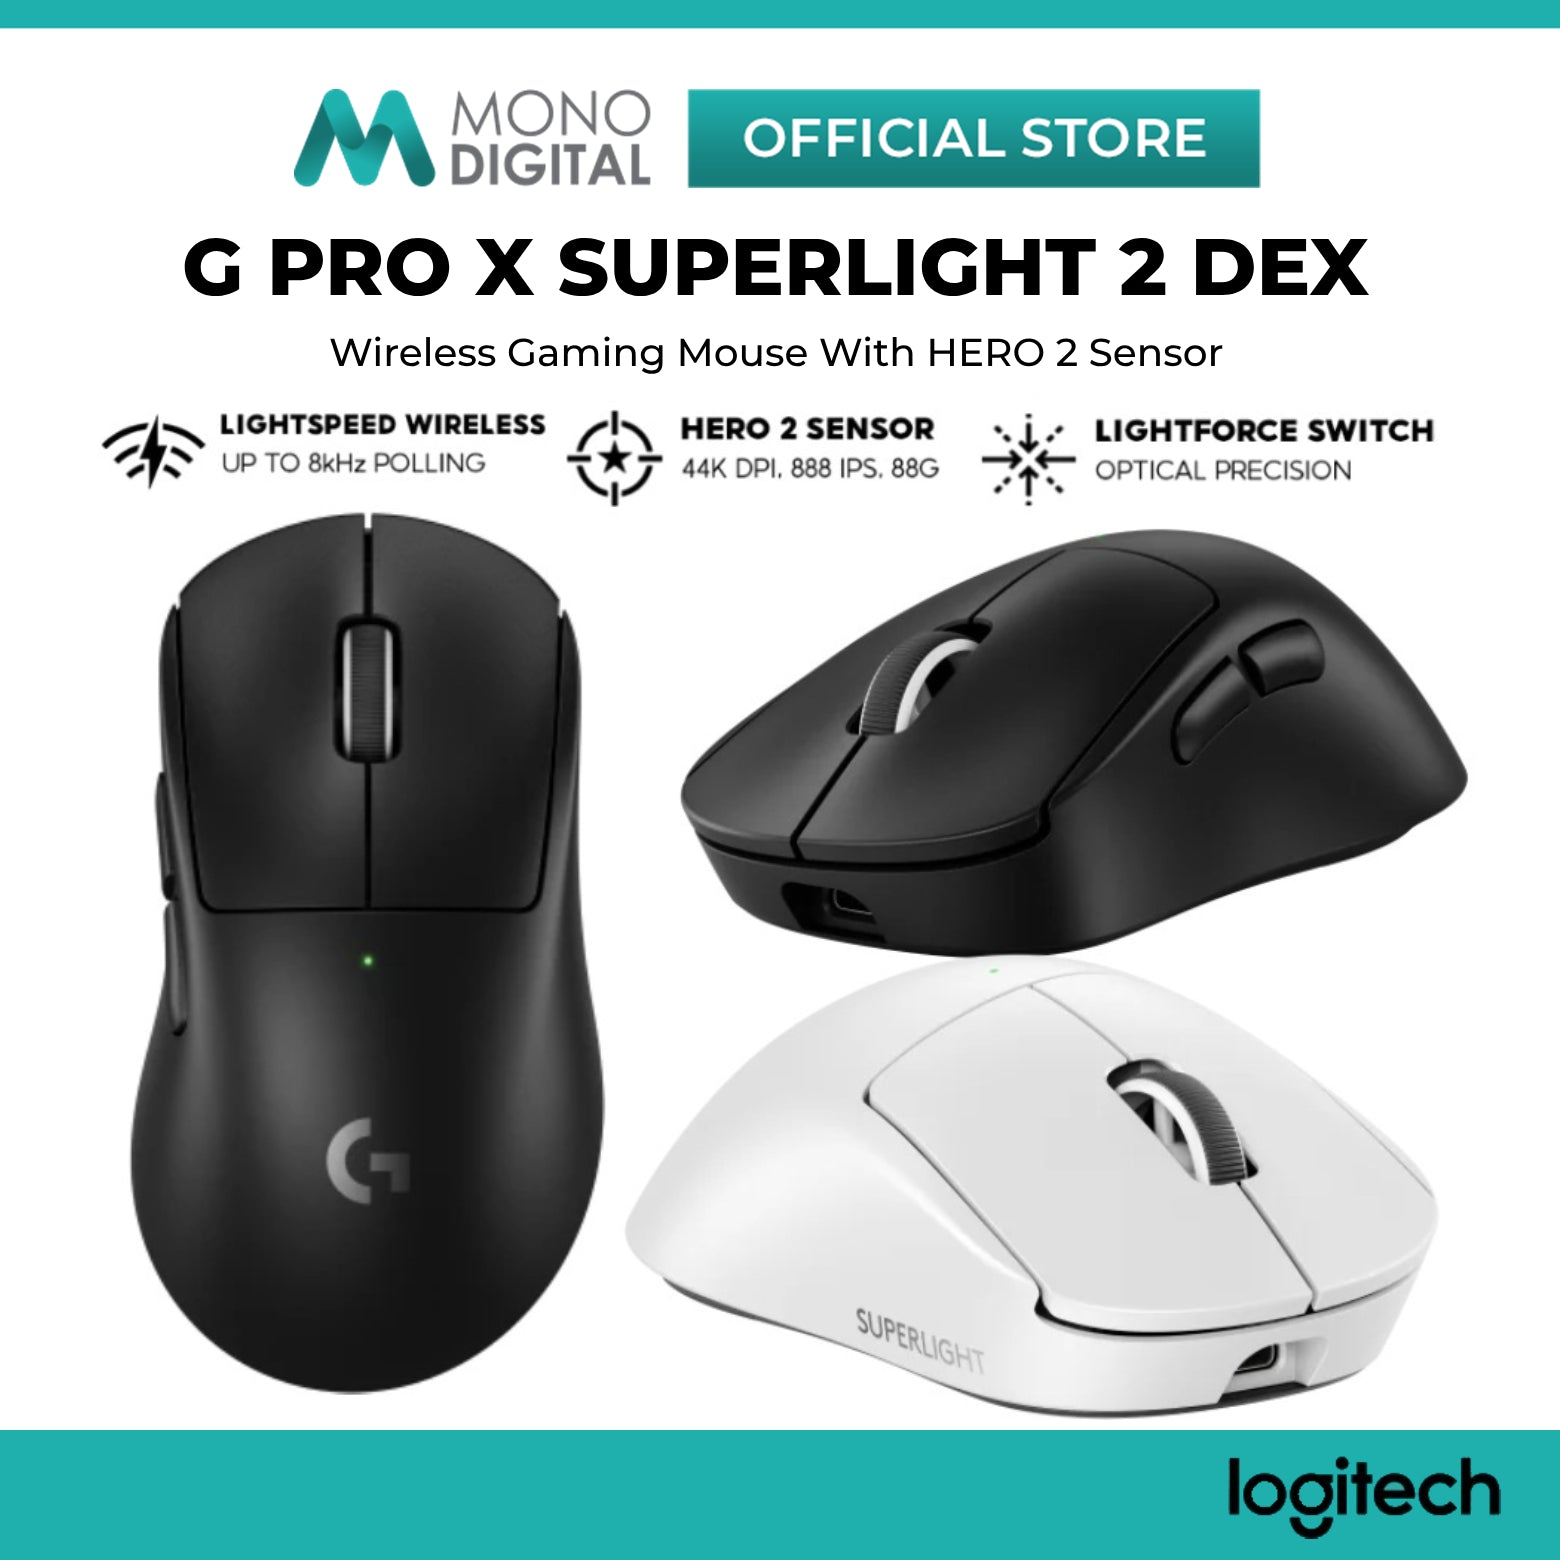 MONO
DIGITAL
OFFICIAL STORE
G PRO X SUPERLIGHT 2 DEX
Wireless Gaming Mouse With HERO 2 Sensor
LIGHTSPEED WIRELESS
UP TO 8kHz POLLING
HERO 2 SENSOR
44K DPI. 888 IPS. 88G
LIGHTFORCE SWITCH
OPTICAL PRECISION
G
SUPERLIGHT
logitech